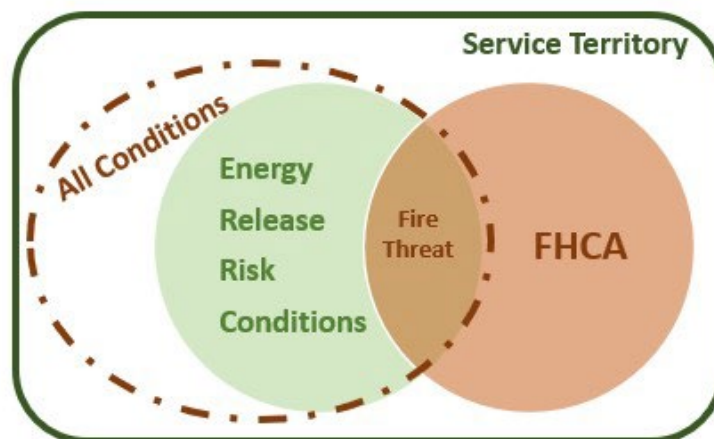 Service Territory
All Conditions
Energy
Release
Risk
Conditions
Fire
Threat
FHCA